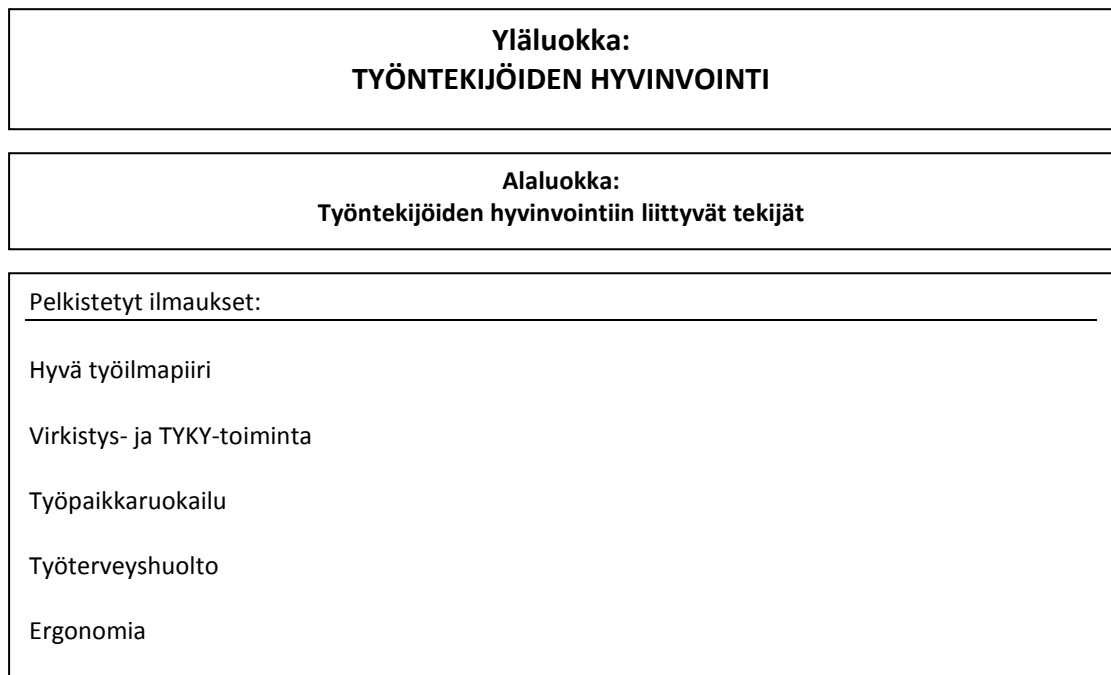 Yläluokka:
TYÖNTEKIJÖIDEN HYVINVOINTI
Alaluokka:
Työntekijöiden hyvinvointiin liittyvät tekijät
Pelkistetyt ilmaukset:
Hyvä työilmapiiri
Virkistys- ja TYKY-toiminta
Työpaikkaruokailu
Työterveyshuolto
Ergonomia